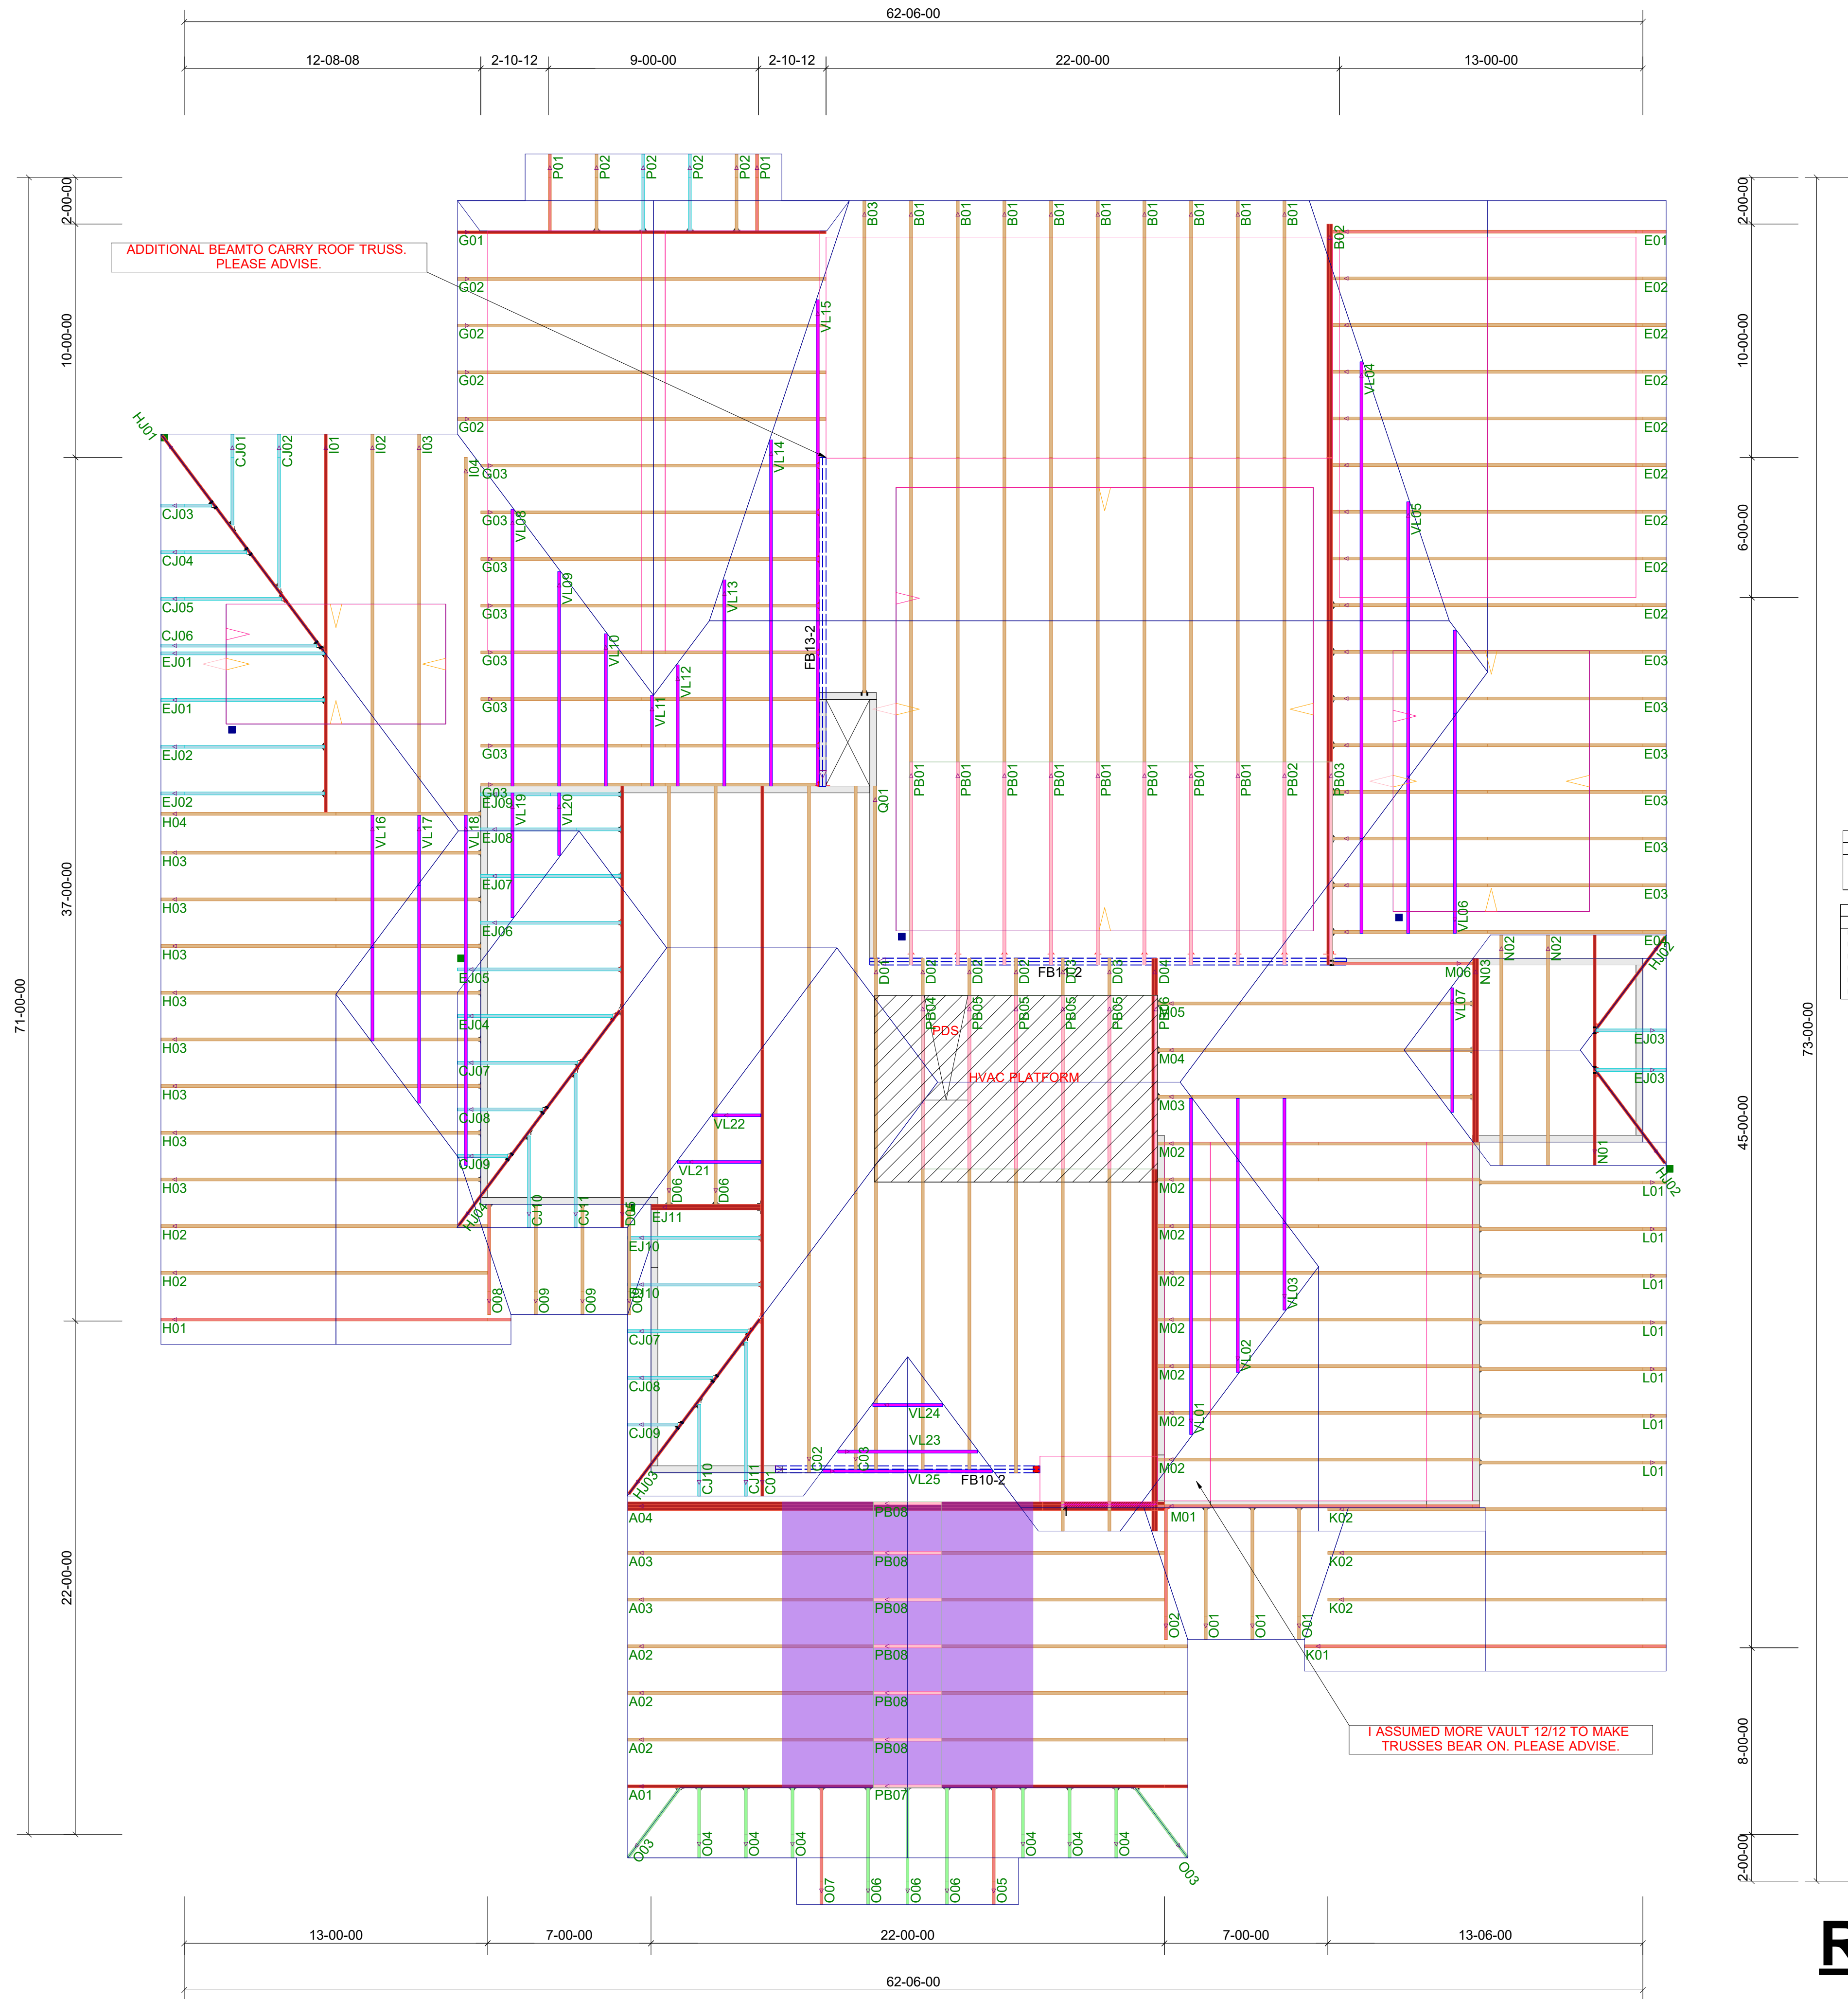 62-06-00
12-08-08
2-10-12
9-00-00
2-10-12
22-00-00
13-00-00
2-00-00
10-00-00
37-00-00
22-00-00
71-00-00
2-00-00
10-00-00
6-00-00
45-00-00
8-00-00
2-00-00
73-00-00
ADDITIONAL BEAMTO CARRY ROOF TRUSS.
PLEASE ADVISE.
P01
P02
P02
P02
P02
P01
G01
G02
G02
G02
G02
G03
G03
G03
G03
G03
G03
G03
G03
B03
B01
B01
B01
B01
B01
B01
B01
B01
B01
B02
E01
E02
E02
E02
E02
E02
E02
E02
E02
E03
E03
E03
E03
E03
E03
E04
VL15
VL14
VL13
VL12
VL11
VL10
VL09
VL08
VL04
VL05
VL06
FB13-2
HJ01
CJ01
CJ02
I01
I02
I03
I04
CJ03
CJ04
CJ05
CJ06
EJ01
EJ01
EJ02
EJ02
H04
H03
H03
H03
H03
H03
H03
H03
H03
H02
H02
H01
VL16
VL17
VL18
VL19
VL20
EJ09
EJ08
EJ07
EJ06
EJ05
EJ04
CJ07
CJ08
CJ09
HJ04
CJ10
CJ11
D05
D06
D06
Q01
PB01
PB01
PB01
PB01
PB01
PB01
PB01
PB01
PB02
PB03
D01
D02
D02
D02
D03
D03
D04
FB11-2
PB04
PB05
PB05
PB05
PB05
PB06
PDS
HVAC PLATFORM
M06
M05
M04
M03
M02
M02
M02
M02
M02
M02
M02
M02
M01
N03
N02
N02
N01
HJ02
HJ02
EJ03
EJ03
VL07
L01
L01
L01
L01
L01
L01
L01
VL01
VL02
VL03
VL22
VL21
EJ11
EJ10
EJ10
CJ07
CJ08
CJ09
HJ03
CJ10
CJ11
C01
C02
C03
O08
O09
O09
O09
VL24
VL23
VL25
FB10-2
A04
A03
A03
A02
A02
A02
A01
PB08
PB08
PB08
PB08
PB08
PB08
PB07
K02
K02
K02
K01
O02
O01
O01
O01
I ASSUMED MORE VAULT 12/12 TO MAKE
TRUSSES BEAR ON. PLEASE ADVISE.
O03
O04
O04
O04
O07
O06
O06
O06
O05
O04
O04
O04
O03
13-00-00
7-00-00
22-00-00
7-00-00
13-06-00
62-06-00
R